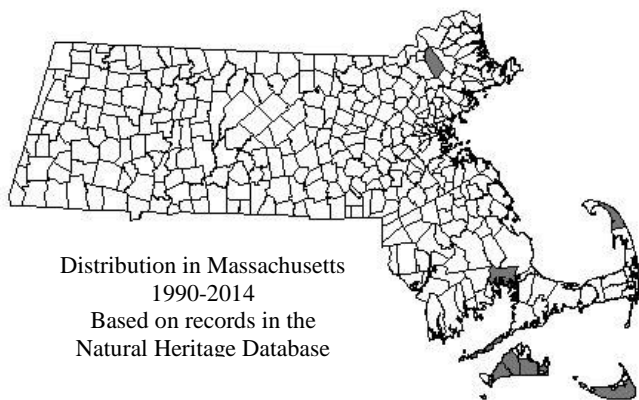 Distribution in Massachusetts
1990-2014
Based on records in the
Natural Heritage Database